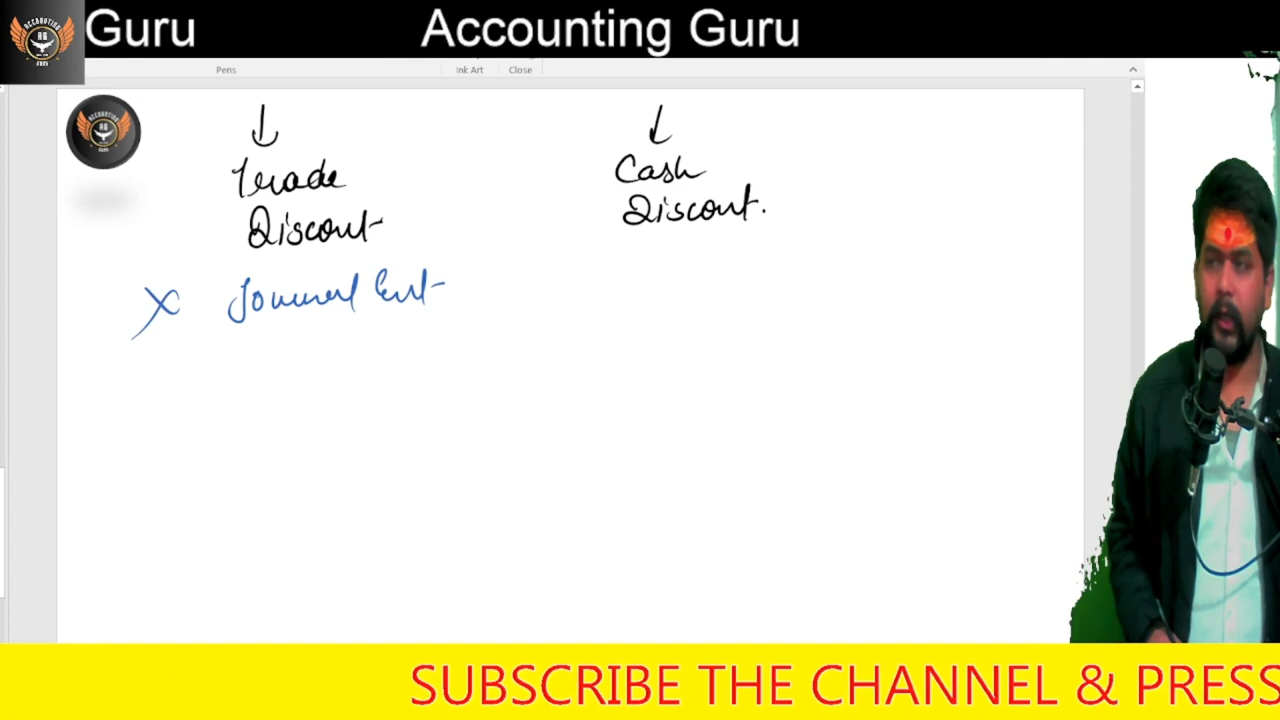 Guru Accounting Guru
Pens Ink Art Close
Trade
Discount
Cash
Discount.
X Journal Ent
SUBSCRIBE THE CHANNEL & PRESS